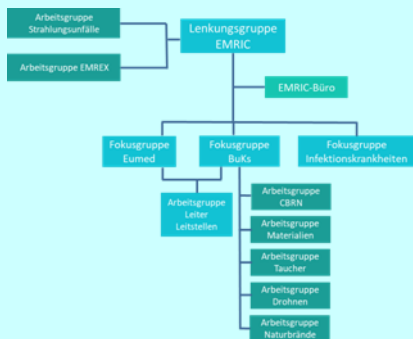 Arbeitsgruppe
Strahlungsunfälle
Lenkungsgruppe
EMRIC
Arbeitsgruppe EMREX
EMRIC-Büro
Fokusgruppe
Eumed
Fokusgruppe
BuKs
Fokusgruppe
Infektionskrankheiten
Arbeitsgruppe
Leiter
Leitstellen
Arbeitsgruppe
CBRN
Arbeitsgruppe
Materialien
Arbeitsgruppe
Taucher
Arbeitsgruppe
Drohnen
Arbeitsgruppe
Naturbrände